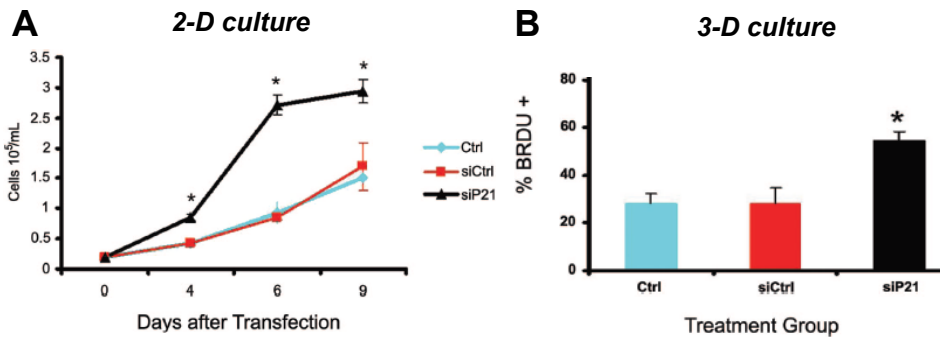 A
2-D culture
3.5
3
2.5
2
1.5
1
0.5
0
Cells 10⁵/mL
*
*
*
0 4 6 9
Days after Transfection
Ctrl
siCtrl
siP21
B
3-D culture
80
60
40
20
0
% BRDU +
*
Ctrl siCtrl siP21
Treatment Group